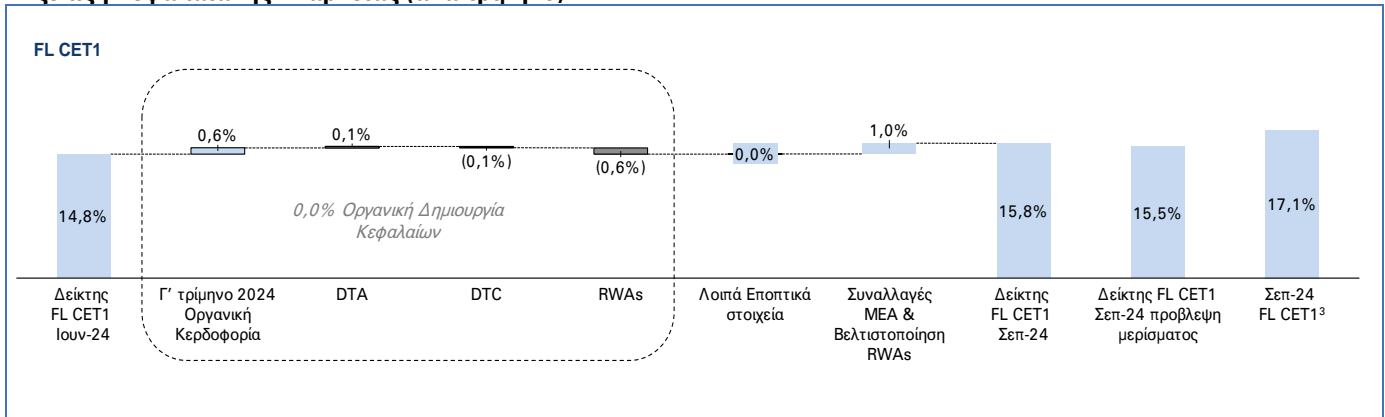 FL CET1
0,6%
0,1%
(0,1%)
(0,6%)
0,0%
1,0%
14,8%
15,8%
15,5%
17,1%
0,0% Οργανική Δημιουργία
Κεφαλαίων
Δείκτης
FL CET1
Ιουν-24
Γ’ τρίμηνο 2024
Οργανική
Κερδοφορία
DTA
DTC
RWAs
Λοιπά Εποπτικά
στοιχεία
Συναλλαγές
ΜΕΑ &
Βελτιστοποίηση
RWAs
Δείκτης
FL CET1
Σεπ-24
Δείκτης FL CET1
Σεπ-24 προβλεψη
μερίσματος
Σεπ-24
FL CET1³